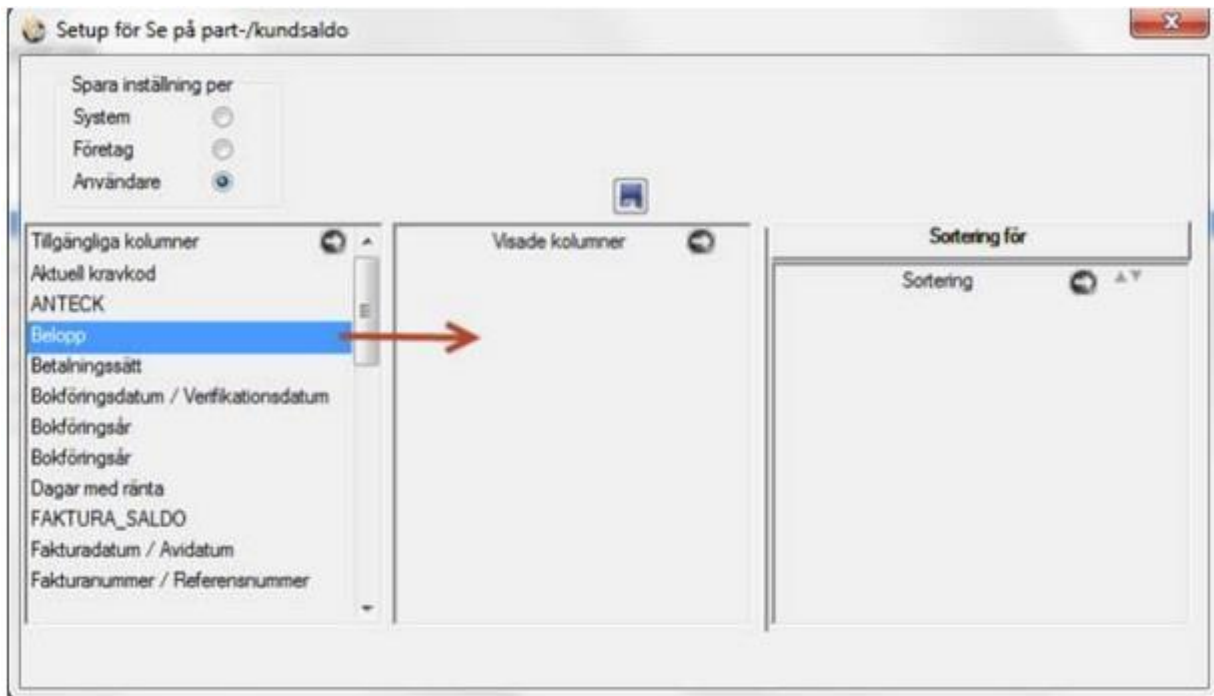 Setup för Se på part-/kundsaldo
Spara inställning per
System
Företag
Användare
Tillgängliga kolumner
Aktuell kravkod
ANTECK
Belopp
Betalningssätt
Bokföringsdatum / Verifikationsdatum
Bokföringsår
Bokföringsår
Dagar med ränta
FAKTURA_SALDO
Fakturadatum / Avidatum
Fakturanummer / Referensnummer
Visade kolumner
Sortering för
Sortering